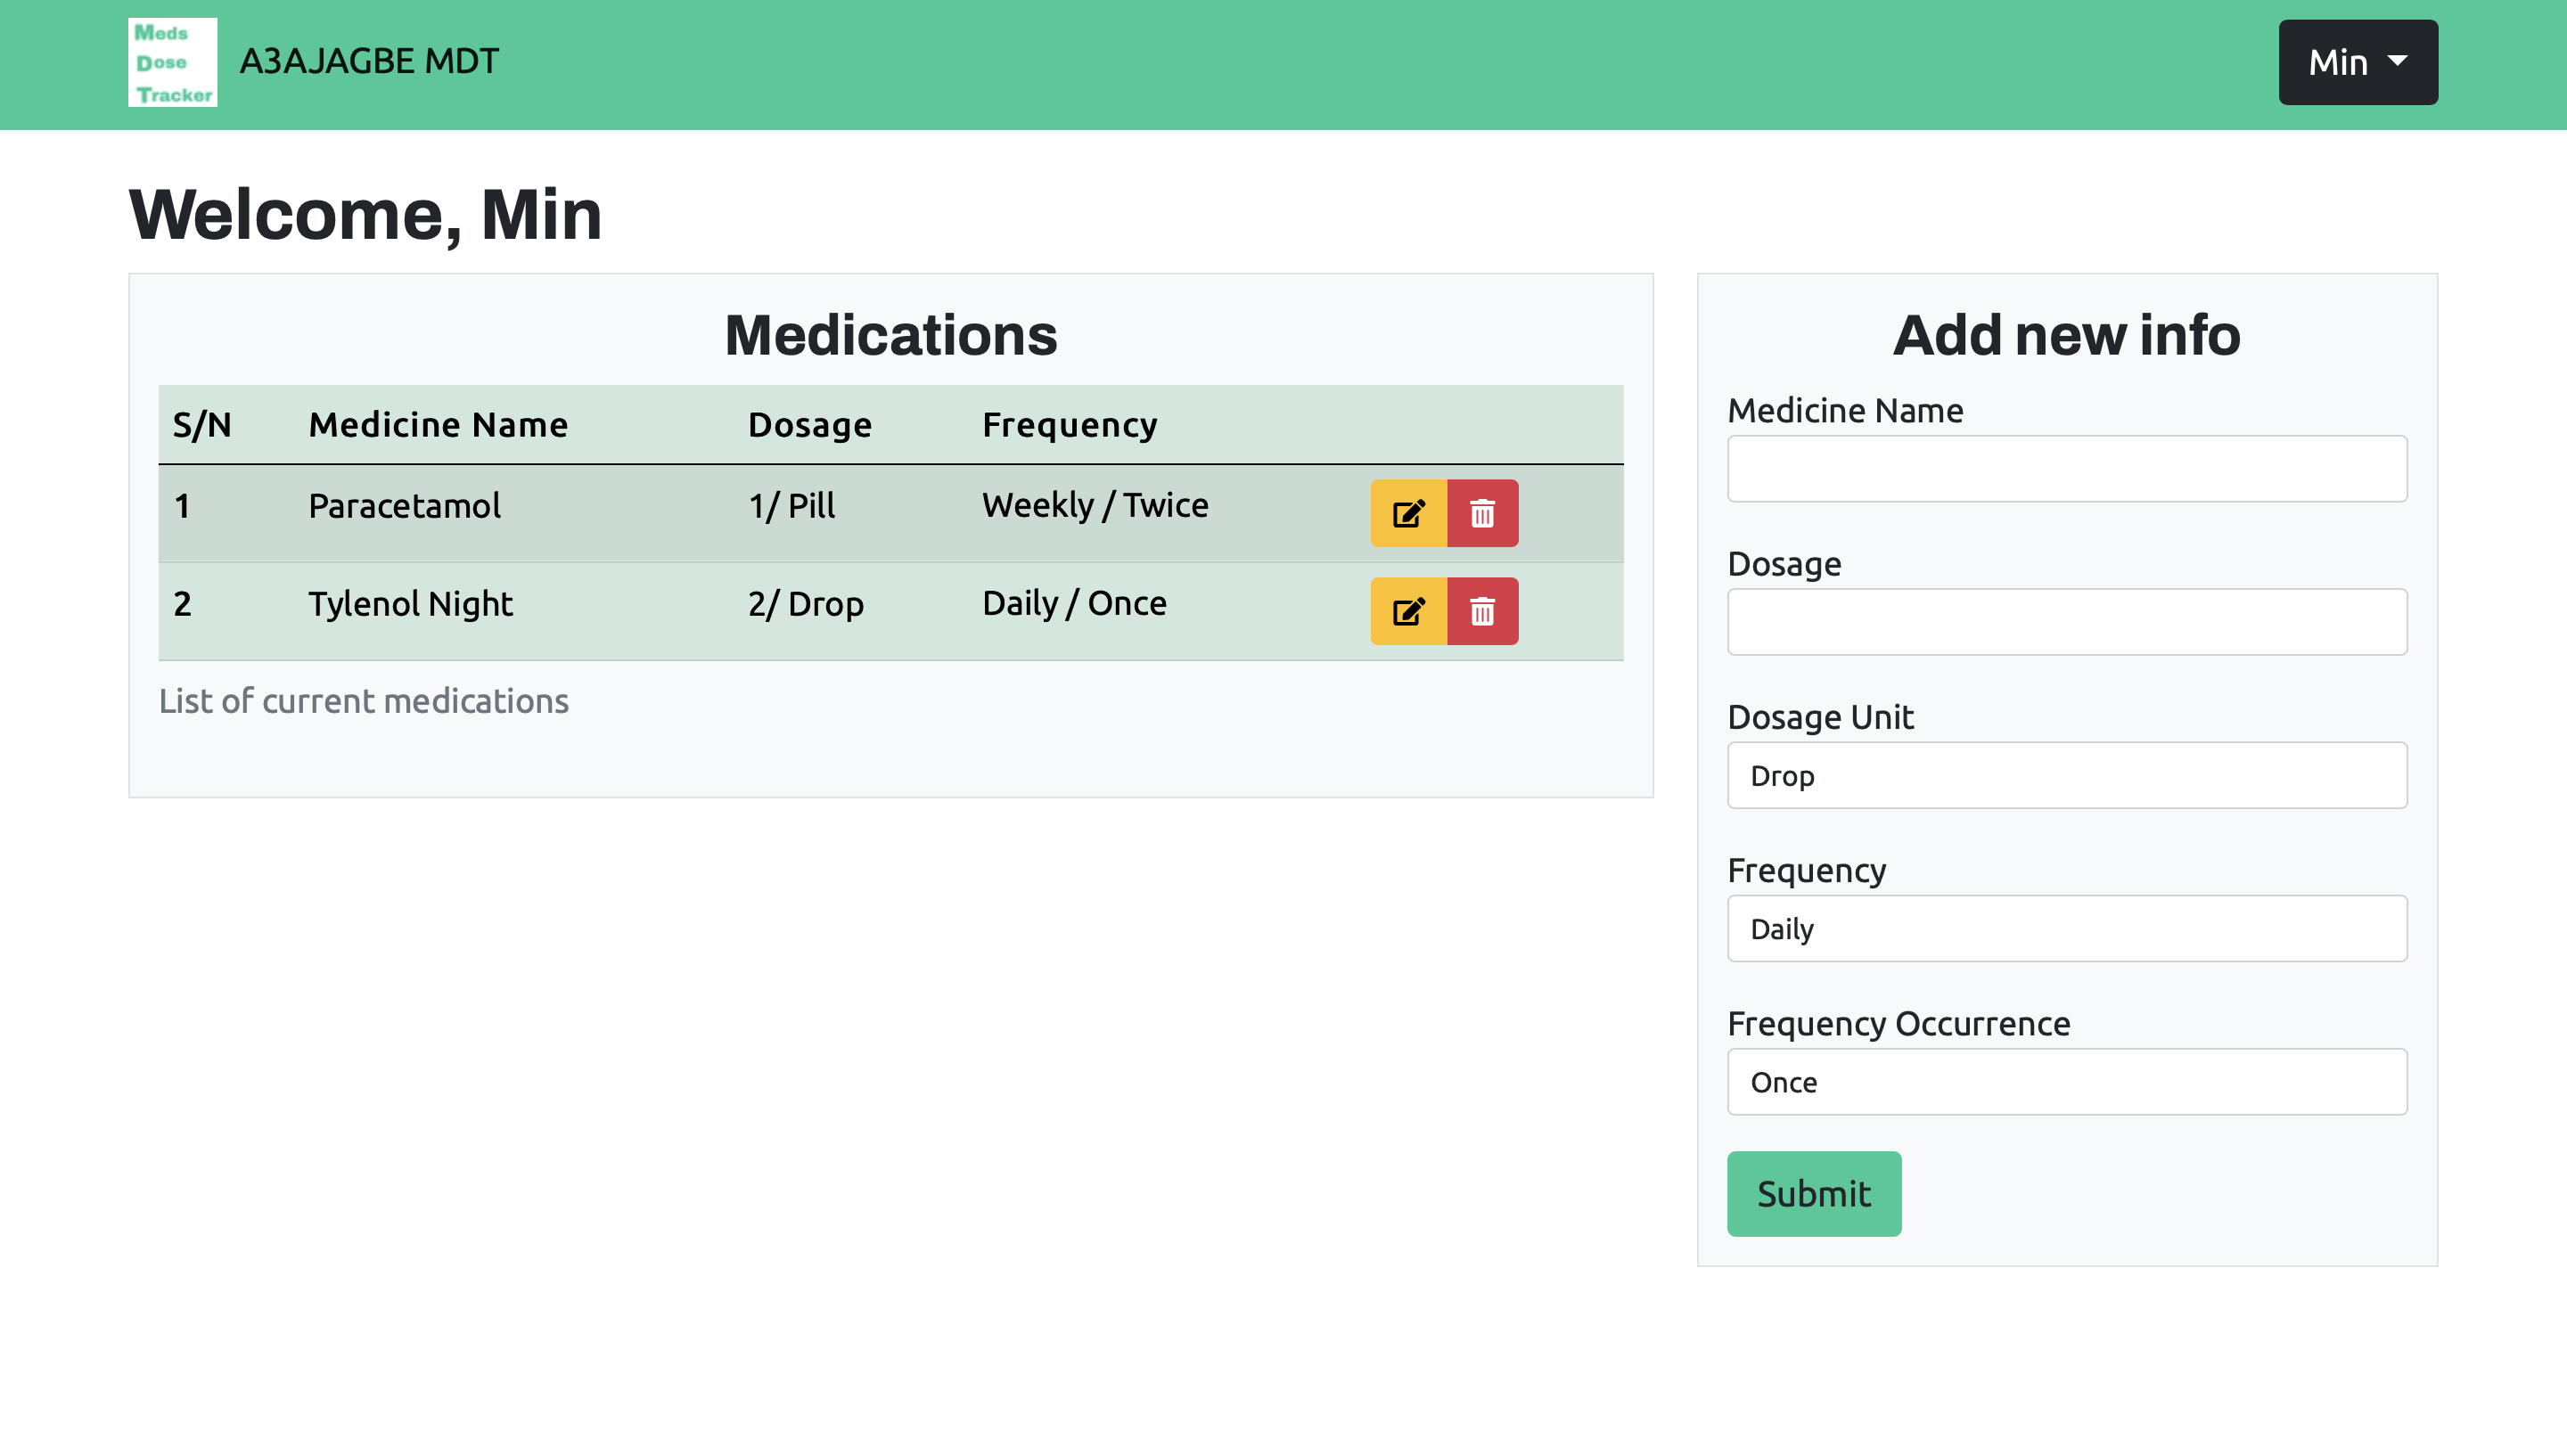 Meds
Dose
Tracker
A3AJAGBE MDT
Min
Welcome, Min
Medications
S/N Medicine Name Dosage Frequency
1 Paracetamol 1/ Pill Weekly / Twice
2 Tylenol Night 2/ Drop Daily / Once
List of current medications
Add new info
Medicine Name
Dosage
Dosage Unit
Drop
Frequency
Daily
Frequency Occurrence
Once
Submit